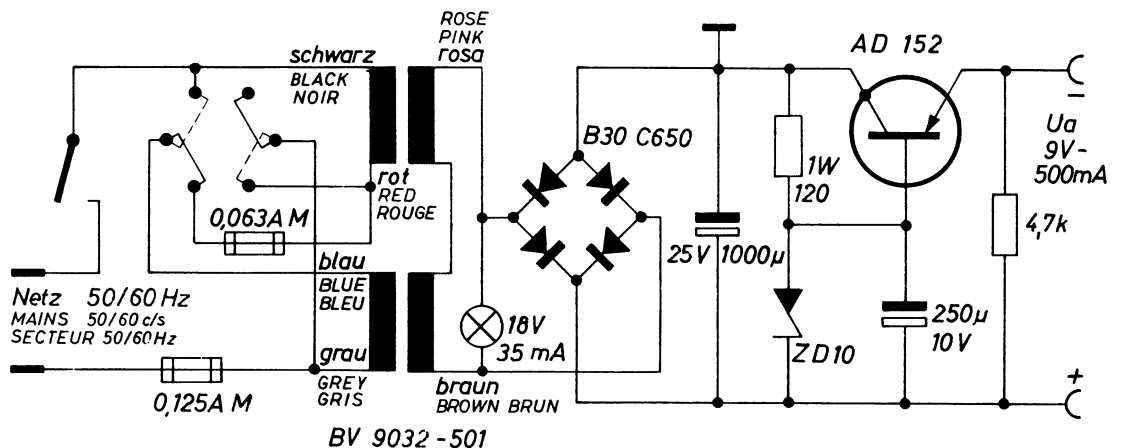 ROSE
PINK
rosa
schwarz
BLACK
NOIR
AD 152
B30 C650
Ua
9V-
500mA
1W
120
rot
RED
ROUGE
0,063A M
4,7k
25V 1000µ
blau
BLUE
BLEU
Netz 50/60 Hz
MAINS 50/60 c/s
SECTEUR 50/60Hz
18V
35 mA
250µ
10V
ZD10
grau
GREY
GRIS
0,125A M
braun
BROWN BRUN
BV 9032-501
−
+